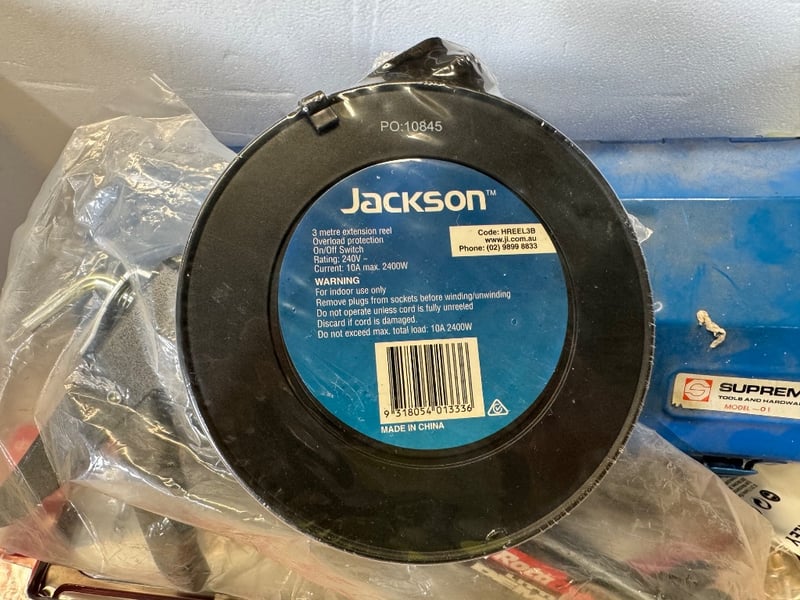 PO:10845
Jackson™
3 metre extension reel
Overload protection
On/Off Switch
Rating: 240V ~
Current: 10A max. 2400W
Code: HREEL3B
www.ji.com.au
Phone: (02) 9899 8833
WARNING
For indoor use only
Remove plugs from sockets before winding/unwinding
Do not operate unless cord is fully unreeled
Discard if cord is damaged.
Do not exceed max. total load: 10A 2400W
9 318054 013336
MADE IN CHINA
SUPREM
TOOLS AND HARDWAR
MODEL — 01